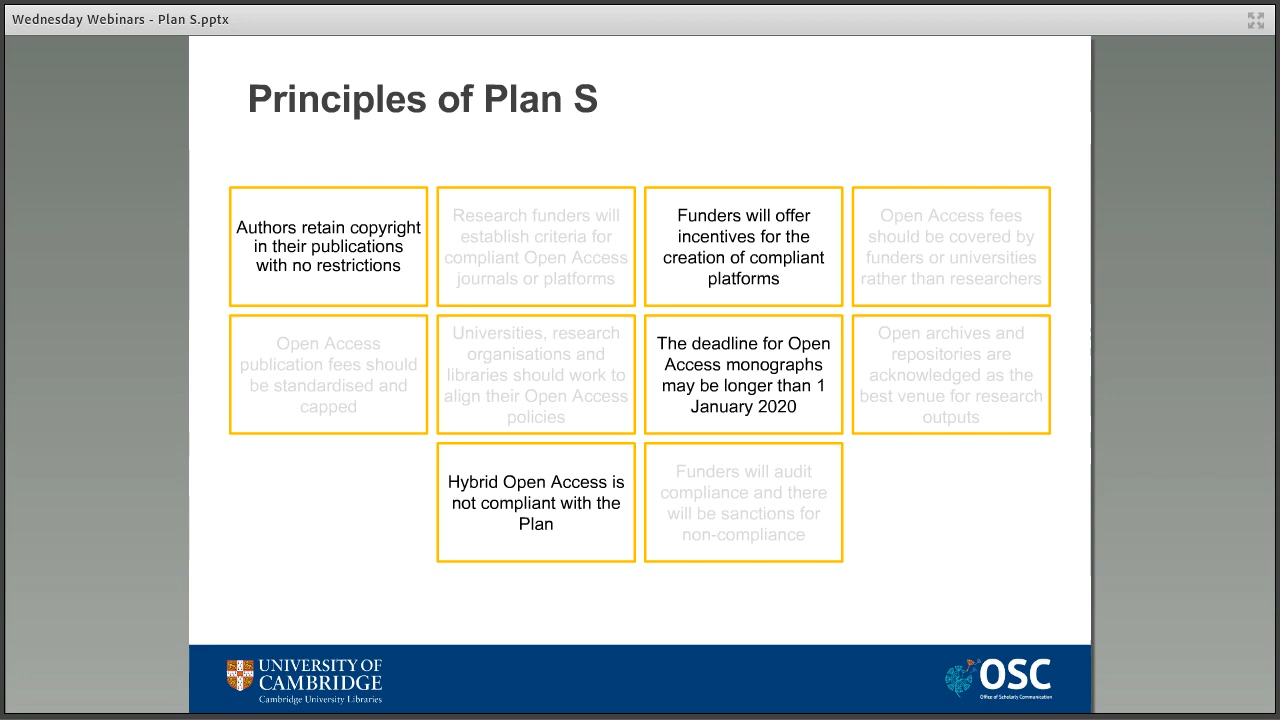 Wednesday Webinars - Plan S.pptx
Principles of Plan S
Authors retain copyright
in their publications
with no restrictions
Research funders will
establish criteria for
compliant Open Access
journals or platforms
Funders will offer
incentives for the
creation of compliant
platforms
Open Access fees
should be covered by
funders or universities
rather than researchers
Open Access
publication fees should
be standardised and
capped
Universities, research
organisations and
libraries should work to
align their Open Access
policies
The deadline for Open
Access monographs
may be longer than 1
January 2020
Open archives and
repositories are
acknowledged as the
best venue for research
outputs
Hybrid Open Access is
not compliant with the
Plan
Funders will audit
compliance and there
will be sanctions for
non-compliance
UNIVERSITY OF
CAMBRIDGE
Cambridge University Libraries
OSC
Office of Scholarly Communication